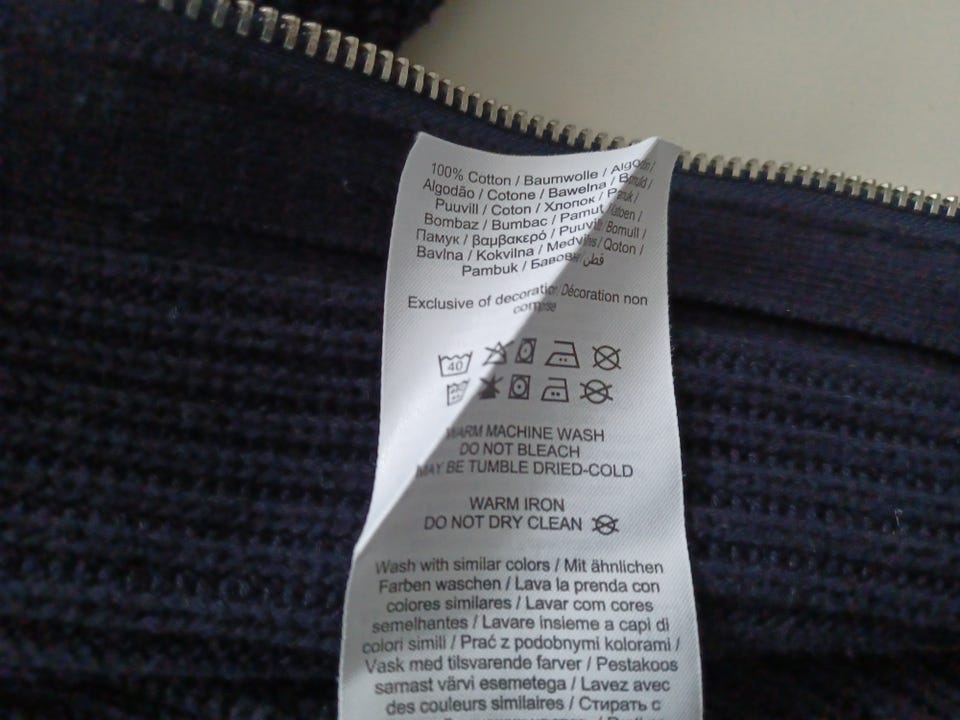 100% Cotton / Baumwolle / Algodón /
Algodão / Cotone / Bawełna / Bomuld /
Puuvill / Coton / Хлопок / Pamuk /
Bombaz / Bumbac / Pamut / Katoen /
Памук / βαμβακερό / Puuvilla / Bomull /
Bavlna / Kokvilna / Medvilnės / Qoton /
Pambuk / Бавовн / قطن
Exclusive of decoration Décoration non
comprise
40
WARM MACHINE WASH
DO NOT BLEACH
MAY BE TUMBLE DRIED-COLD
WARM IRON
DO NOT DRY CLEAN
Wash with similar colors / Mit ähnlichen
Farben waschen / Lava la prenda con
colores similares / Lavar com cores
semelhantes / Lavare insieme a capi di
colori simili / Prać z podobnymi kolorami /
Vask med tilsvarende farver / Pestakoos
samast värvi esemetega / Lavez avec
des couleurs similaires / Стирать с